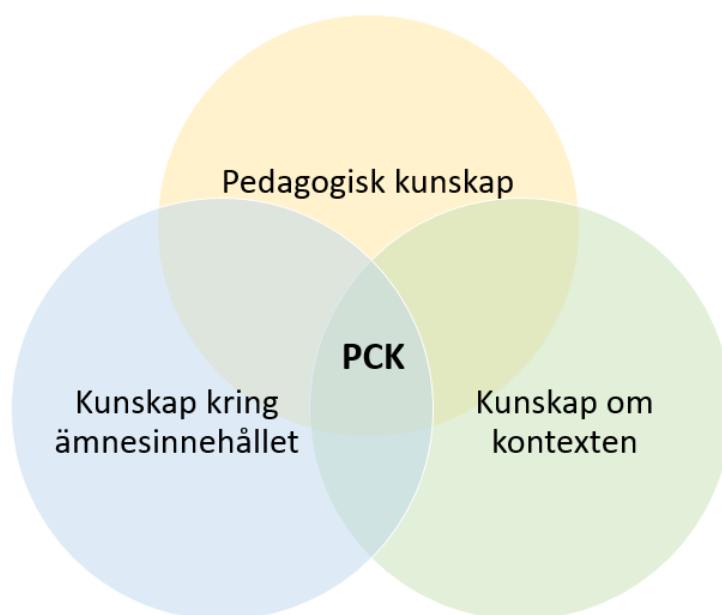 Pedagogisk kunskap
PCK
Kunskap kring
ämnesinnehållet
Kunskap om
kontexten